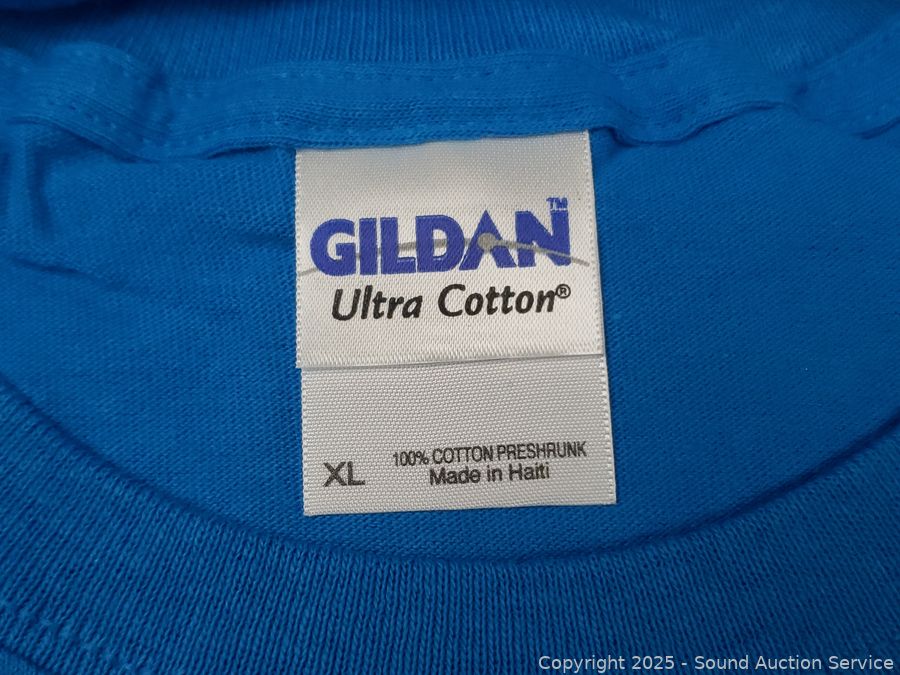 GILDAN™
Ultra Cotton®
XL
100% COTTON PRESHRUNK
Made in Haiti
Copyright 2025 - Sound Auction Service